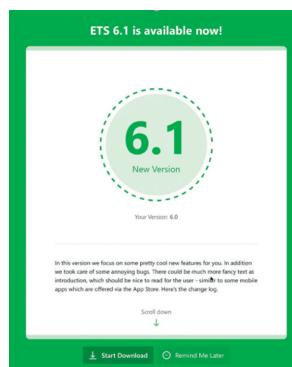 ETS 6.1 is available now!
6.1
New Version
Your Version: 6.0
In this version we focus on some pretty cool new features for you. In addition
we took care of some annoying bugs. There could be much more fancy text as
introduction, which should be nice to read for the user - similar to some mobile
apps which are offered via the App Store. Here's the change log.
Scroll down
Start Download
Remind Me Later